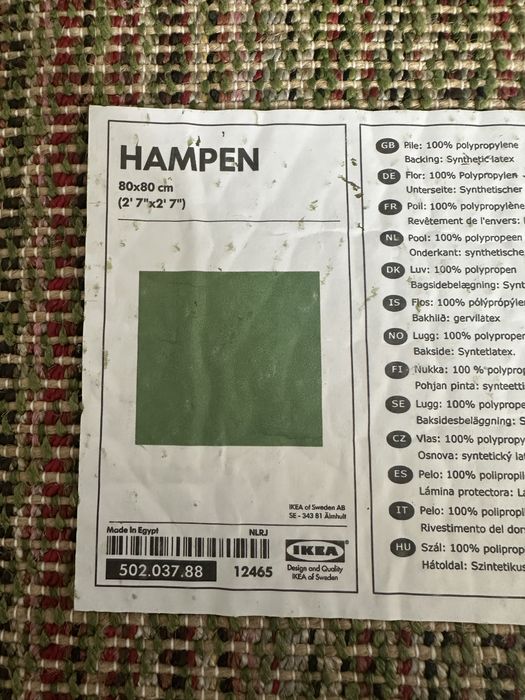 HAMPEN
80x80 cm
(2' 7"x2' 7")
IKEA of Sweden AB
SE - 343 81 Älmhult
Made in Egypt
NLRJ
502.037.88
12465
IKEA®
Design and Quality
IKEA of Sweden
GB Pile: 100% polypropylene
Backing: Synthetic latex
DE Flor: 100% Polypropylen -
Unterseite: Synthetischer
FR Poil: 100% polypropylène
Revêtement de l'envers:
NL Pool: 100% polypropeen
Onderkant: synthetische
DK Luv: 100% polypropen
Bagsidebelægning: Synt
IS Flos: 100% pólýprópýle
Bakhlið: gervilatex
NO Lugg: 100% polypropen
Bakside: Syntetlatex.
FI Nukka: 100 % polyprop
Pohjan pinta: synteetti
SE Lugg: 100% polyprope
Baksidesbeläggning: S
CZ Vlas: 100% polypropy
Osnova: syntetický la
ES Pelo: 100% polipropil
Lámina protectora: La
IT Pelo: 100% polipropil
Rivestimento del dor
HU Szál: 100% poliprop
Hátoldal: Szintetikus